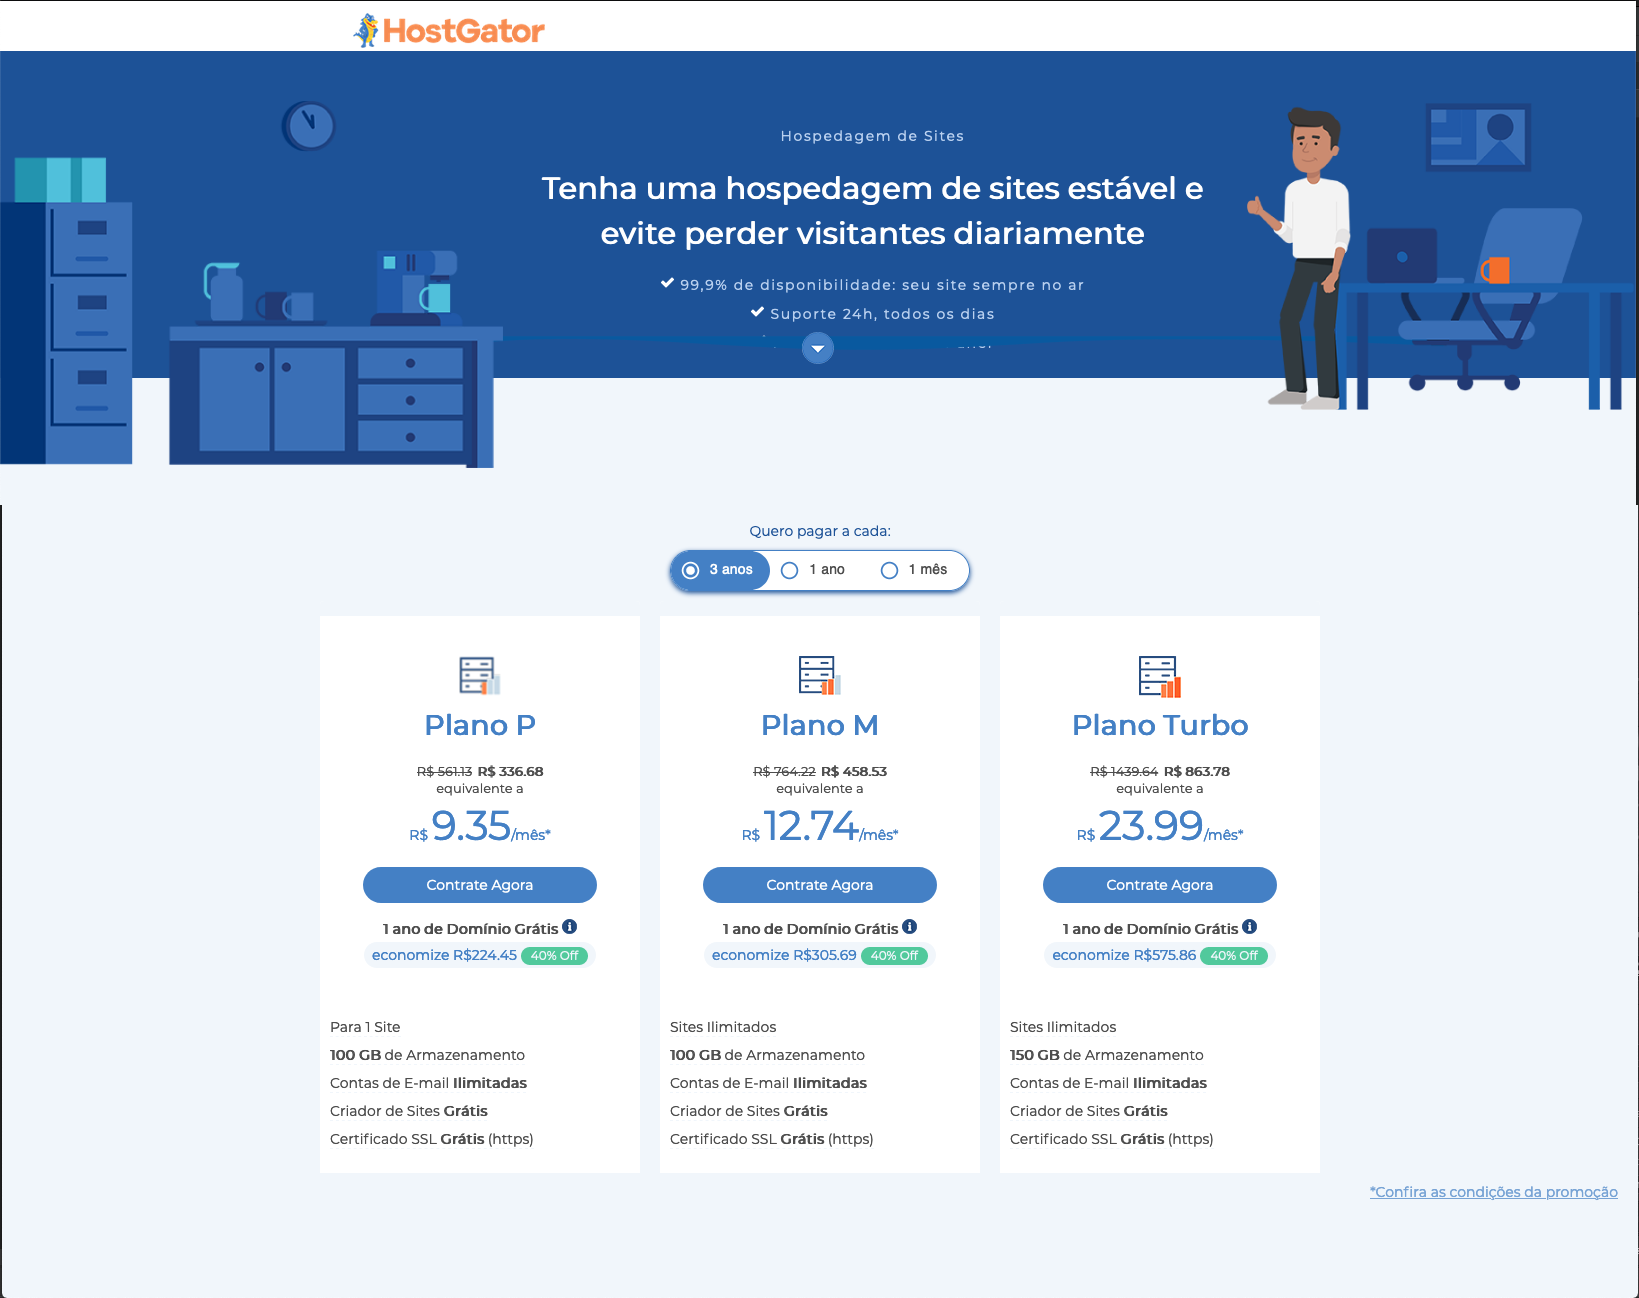 HostGator
Hospedagem de Sites
Tenha uma hospedagem de sites estável e
evite perder visitantes diariamente
99,9% de disponibilidade: seu site sempre no ar
Suporte 24h, todos os dias
Quero pagar a cada:
3 anos 1 ano 1 mês
Plano P
R$ 561.13 R$ 336.68
equivalente a
R$ 9.35/mês*
Contrate Agora
1 ano de Domínio Grátis
economize R$224.45 40% Off
Para 1 Site
100 GB de Armazenamento
Contas de E-mail Ilimitadas
Criador de Sites Grátis
Certificado SSL Grátis (https)
Plano M
R$ 764.22 R$ 458.53
equivalente a
R$ 12.74/mês*
Contrate Agora
1 ano de Domínio Grátis
economize R$305.69 40% Off
Sites Ilimitados
100 GB de Armazenamento
Contas de E-mail Ilimitadas
Criador de Sites Grátis
Certificado SSL Grátis (https)
Plano Turbo
R$ 1439.64 R$ 863.78
equivalente a
R$ 23.99/mês*
Contrate Agora
1 ano de Domínio Grátis
economize R$575.86 40% Off
Sites Ilimitados
150 GB de Armazenamento
Contas de E-mail Ilimitadas
Criador de Sites Grátis
Certificado SSL Grátis (https)
*Confira as condições da promoção